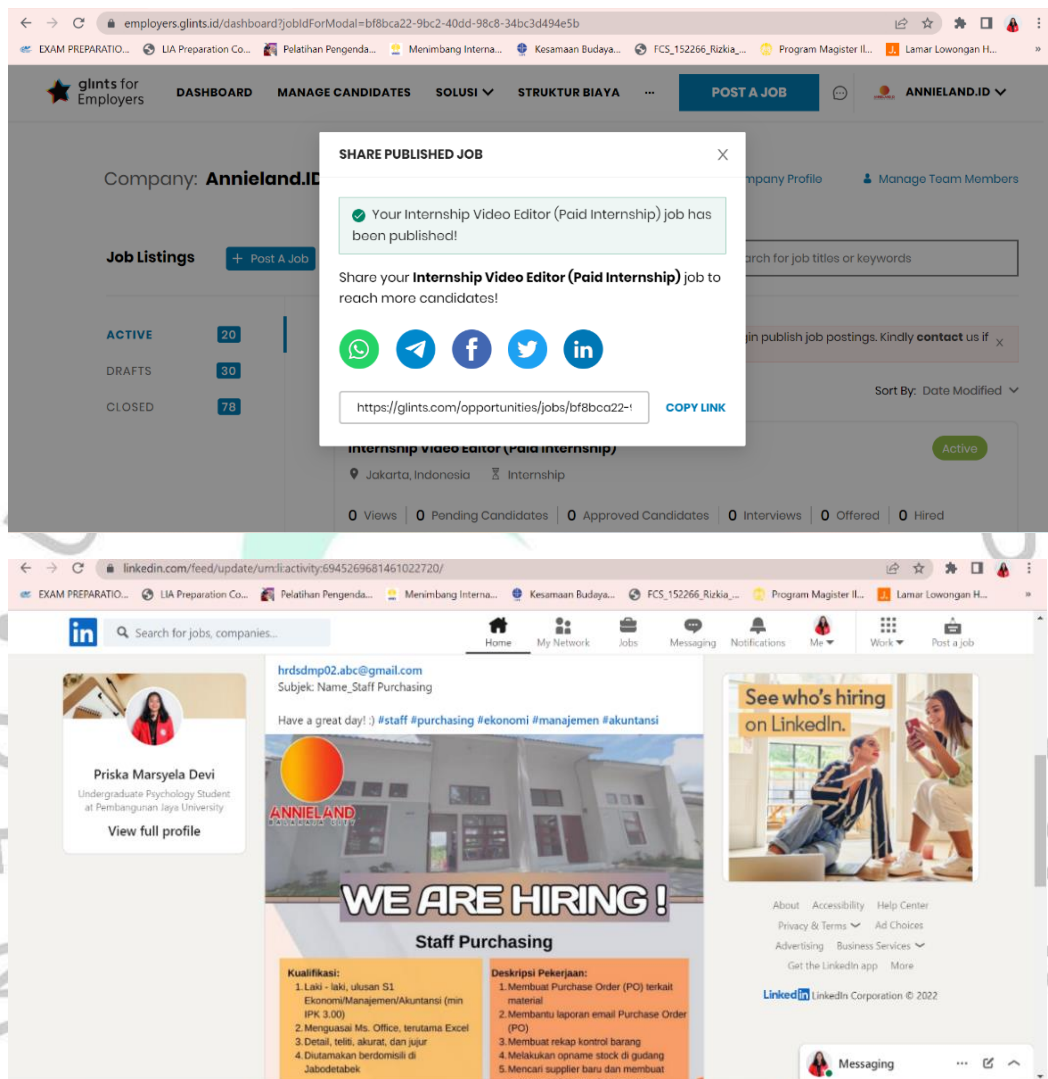 employers.glints.id/dashboard?jobIdForModal=bf8bca22-9bc2-40dd-98c8-34bc3d494e5b
EXAM PREPARATIO... LIA Preparation Co... Pelatihan Pengenda... Menimbang Interna... Kesamaan Budaya... FCS_152266_Rizkia_... Program Magister Il... Lamar Lowongan H... »
glints for
Employers
DASHBOARD MANAGE CANDIDATES SOLUSI STRUKTUR BIAYA ... POST A JOB ANNIELAND.ID
SHARE PUBLISHED JOB X
Company: Annieland.ID
mpany Profile Manage Team Members
Your Internship Video Editor (Paid Internship) job has
been published!
Job Listings + Post A Job
arch for job titles or keywords
Share your Internship Video Editor (Paid Internship) job to
reach more candidates!
ACTIVE 20
gin publish job postings. Kindly contact us if x
DRAFTS 30
Sort By: Date Modified
CLOSED 78
https://glints.com/opportunities/jobs/bf8bca22-9 COPY LINK
Internship Video Editor (Paid Internship) Active
Jakarta, Indonesia Internship
0 Views 0 Pending Candidates 0 Approved Candidates 0 Interviews 0 Offered 0 Hired
linkedin.com/feed/update/urn:li:activity:6945269681461022720/
EXAM PREPARATIO... LIA Preparation Co... Pelatihan Pengenda... Menimbang Interna... Kesamaan Budaya... FCS_152266_Rizkia_... Program Magister Il... Lamar Lowongan H... »
in Search for jobs, companies...
Home My Network Jobs Messaging Notifications Me Work Post a job
hrdsdmp02.abc@gmail.com
Subjek: Name_Staff Purchasing
Have a great day! :) #staff #purchasing #ekonomi #manajemen #akuntansi
Priska Marsyela Devi
Undergraduate Psychology Student
at Pembangunan Jaya University
View full profile
ANNIELAND
WE ARE HIRING !
Staff Purchasing
Kualifikasi:
1. Laki - laki, ulusan S1
Ekonomi/Manajemen/Akuntansi (min
IPK 3.00)
2. Menguasai Ms. Office, terutama Excel
3. Detail, teliti, akurat, dan jujur
4. Diutamakan berdomisili di
Jabodetabek
Deskripsi Pekerjaan:
1. Membuat Purchase Order (PO) terkait
material
2. Membantu laporan email Purchase Order
(PO)
3. Membuat rekap kontrol barang
4. Melakukan opname stock di gudang
5. Mencari supplier baru dan membuat
See who's hiring
on LinkedIn.
About Accessibility Help Center
Privacy & Terms Ad Choices
Advertising Business Services
Get the LinkedIn app More
LinkedIn LinkedIn Corporation © 2022
Messaging ...